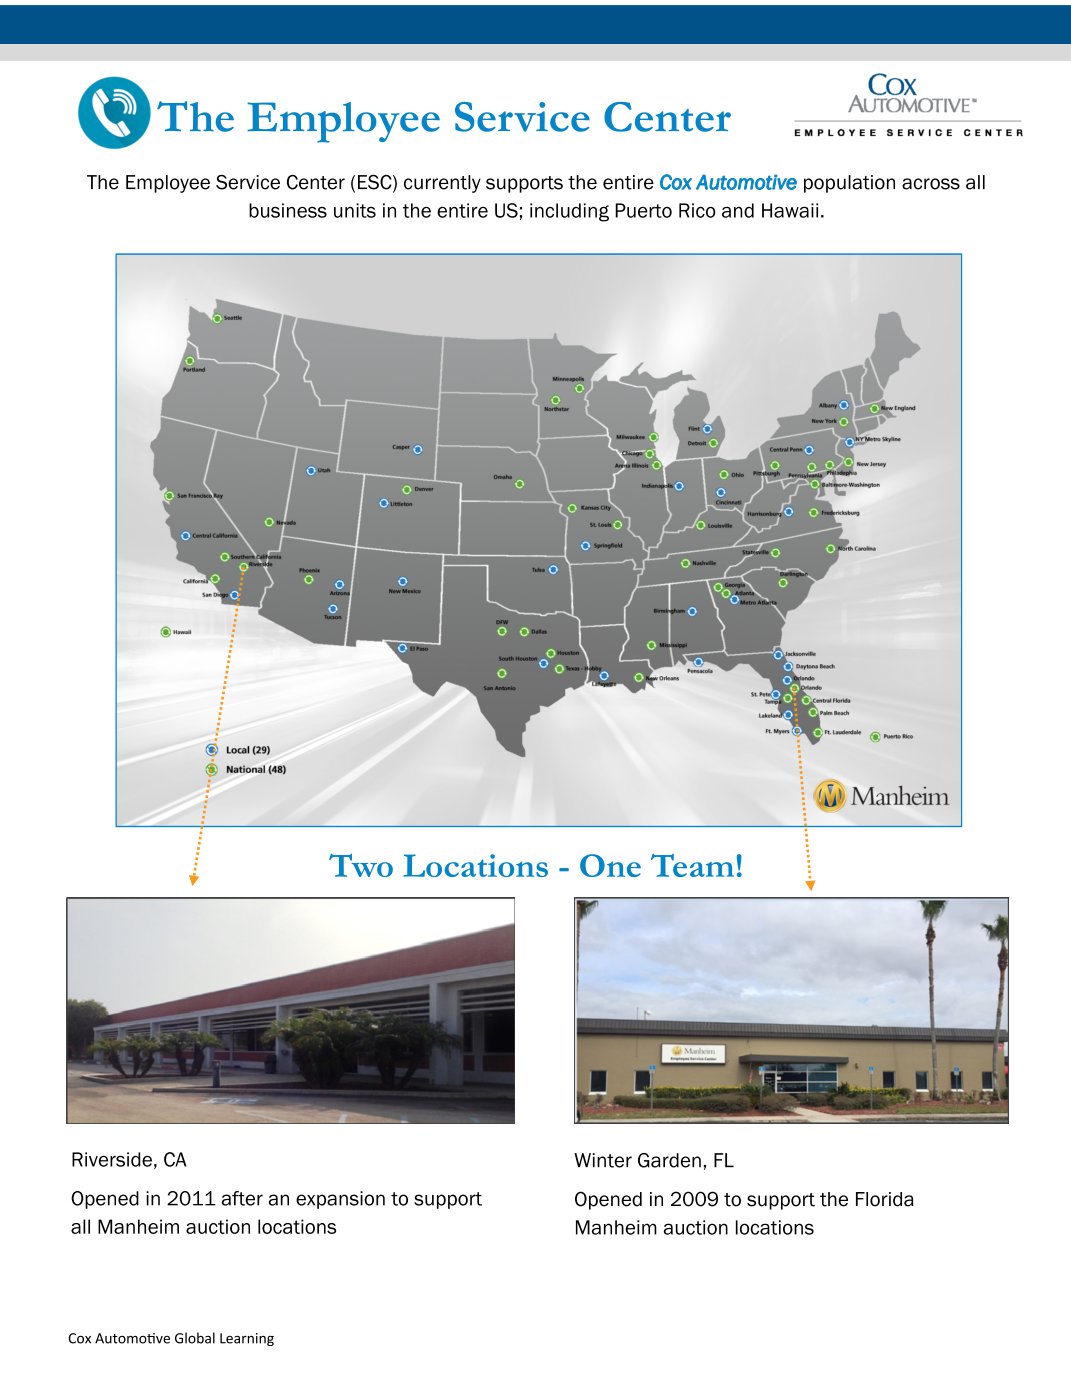 The Employee Service Center
COX
AUTOMOTIVE™
EMPLOYEE SERVICE CENTER
The Employee Service Center (ESC) currently supports the entire Cox Automotive population across all
business units in the entire US; including Puerto Rico and Hawaii.
Seattle
Portland
Minneapolis
Northstar
Albany
New England
New York
Flint
Detroit
Milwaukee
Chicago
Arena Illinois
NY Metro Skyline
Central Penn
Casper
Utah
Omaha
Indianapolis
Ohio
Pittsburgh
Pennsylvania
Philadelphia
New Jersey
Baltimore-Washington
San Francisco Bay
Denver
Littleton
Cincinnati
Kansas City
Harrisonburg
Fredericksburg
Nevada
St. Louis
Louisville
Central California
Springfield
Statesville
North Carolina
Southern California
Riverside
Phoenix
Tulsa
Nashville
Darlington
California
Arizona
New Mexico
Georgia
Atlanta
Metro Atlanta
San Diego
Tucson
Birmingham
Hawaii
DFW
Dallas
El Paso
Mississippi
Houston
South Houston
Texas - Hobby
Jacksonville
Pensacola
Daytona Beach
San Antonio
Lafayette
New Orleans
Orlando
Orlando
St. Pete
Tampa
Central Florida
Lakeland
Palm Beach
Ft. Myers
Ft. Lauderdale
Puerto Rico
Local (29)
National (48)
Manheim
Two Locations - One Team!
Manheim
Employee Service Center
Riverside, CA
Opened in 2011 after an expansion to support
all Manheim auction locations
Winter Garden, FL
Opened in 2009 to support the Florida
Manheim auction locations
Cox Automotive Global Learning